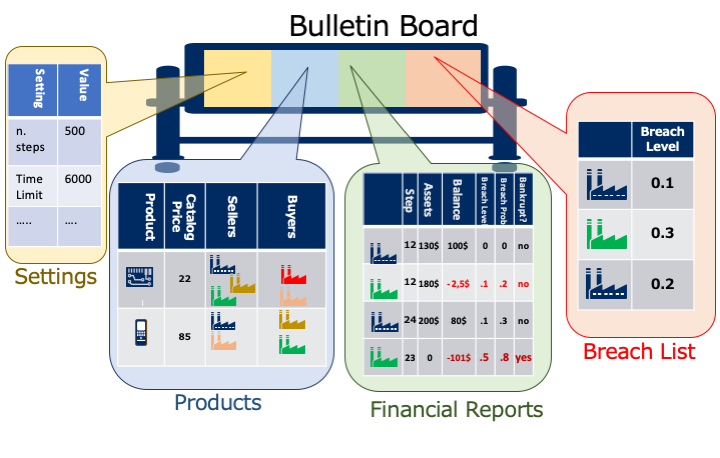 Bulletin Board
Setting Value
n. steps 500
Time Limit 6000
..... ....
Settings
Product Catalog Price Sellers Buyers
22
85
Products
Step Assets Balance Breach Level Breach Prob Bankrupt?
12 130$ 100$ 0 0 no
12 180$ -2,5$ .1 .2 no
24 200$ 80$ .1 .3 no
23 0 -101$ .5 .8 yes
Financial Reports
Breach Level
0.1
0.3
0.2
Breach List